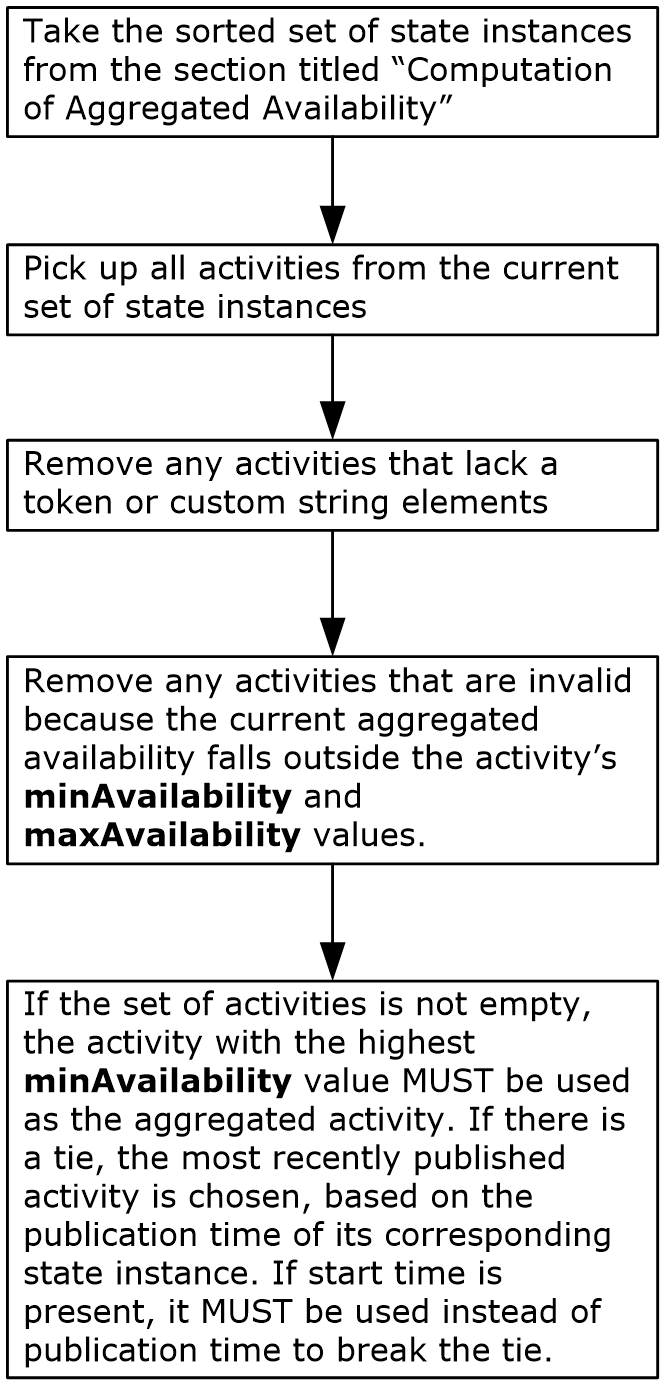 Take the sorted set of state instances
from the section titled “Computation
of Aggregated Availability”
Pick up all activities from the current
set of state instances
Remove any activities that lack a
token or custom string elements
Remove any activities that are invalid
because the current aggregated
availability falls outside the activity’s
minAvailability and
maxAvailability values.
If the set of activities is not empty,
the activity with the highest
minAvailability value MUST be used
as the aggregated activity. If there is
a tie, the most recently published
activity is chosen, based on the
publication time of its corresponding
state instance. If start time is
present, it MUST be used instead of
publication time to break the tie.